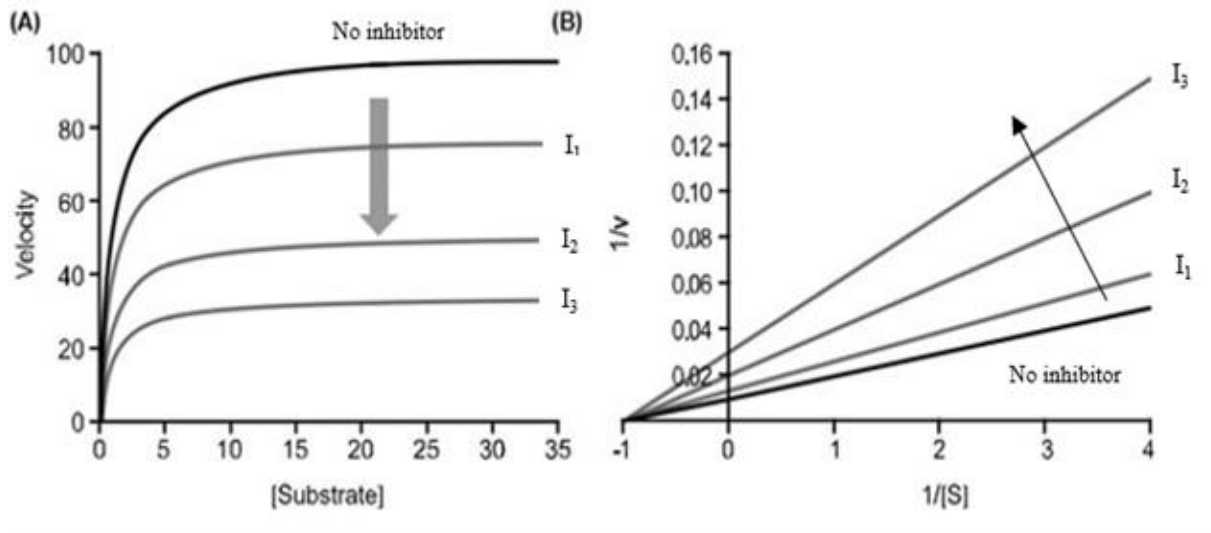 (A)
No inhibitor
100
80
60
40
20
0
Velocity
I₁
I₂
I₃
0 5 10 15 20 25 30 35
[Substrate]
(B)
0,16
0,14
0,12
0,10
0,08
0,06
0,04
0,02
1/v
I₃
I₂
I₁
No inhibitor
-1 0 1 2 3 4
1/[S]